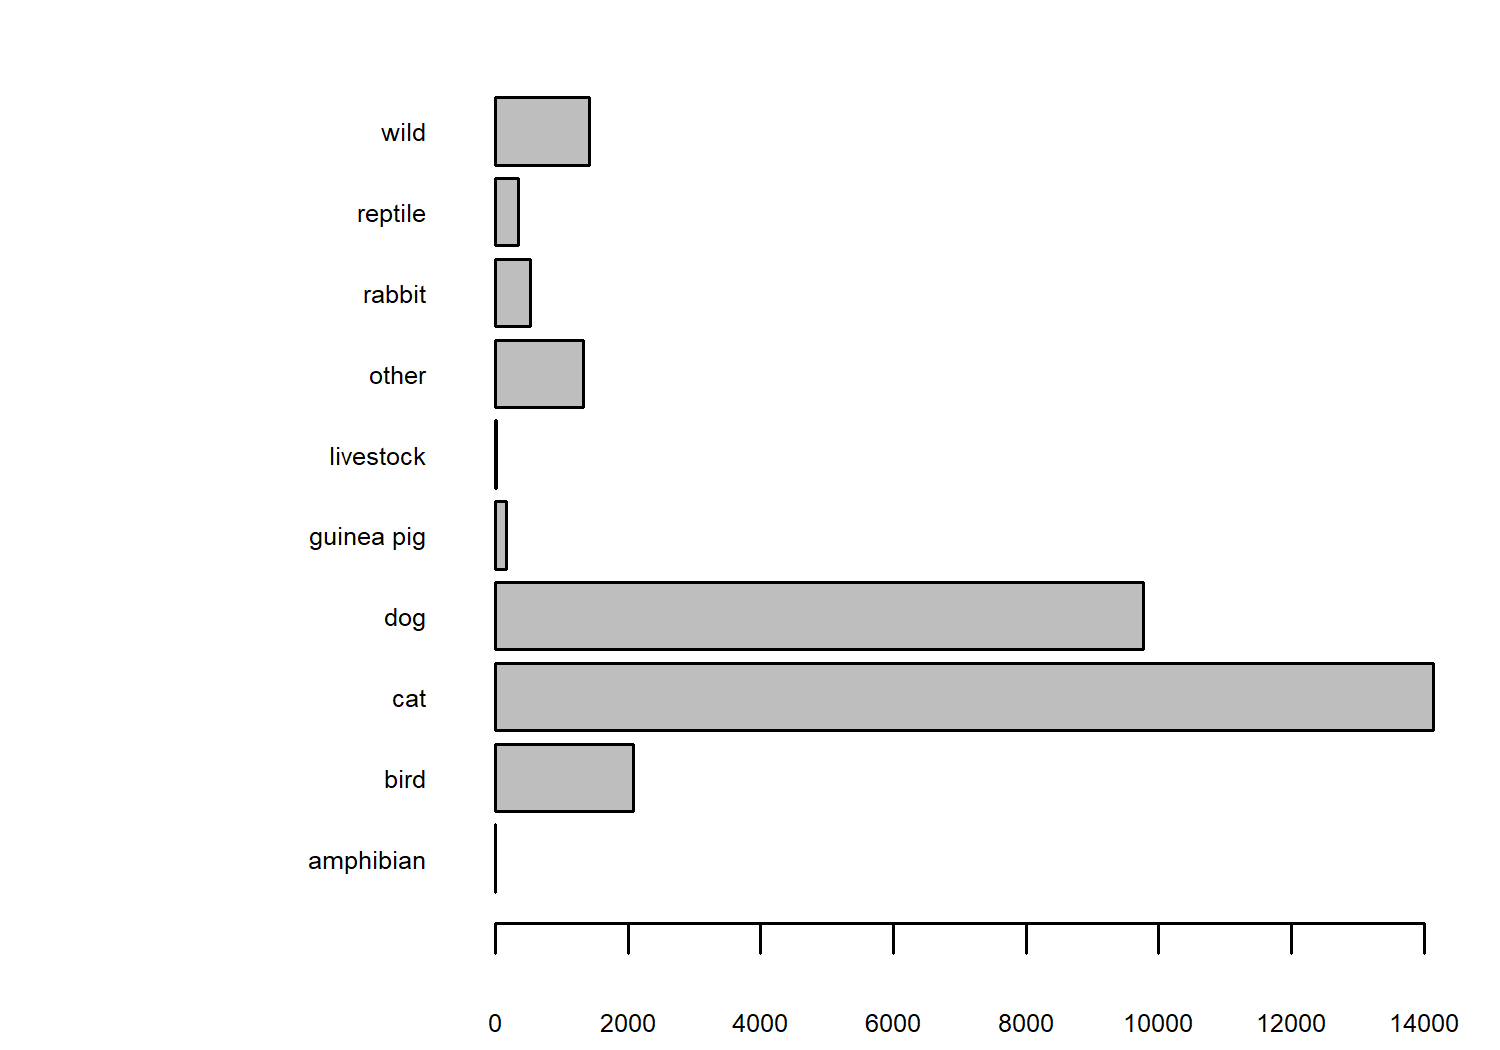 wild
reptile
rabbit
other
livestock
guinea pig
dog
cat
bird
amphibian
0 2000 4000 6000 8000 10000 12000 14000